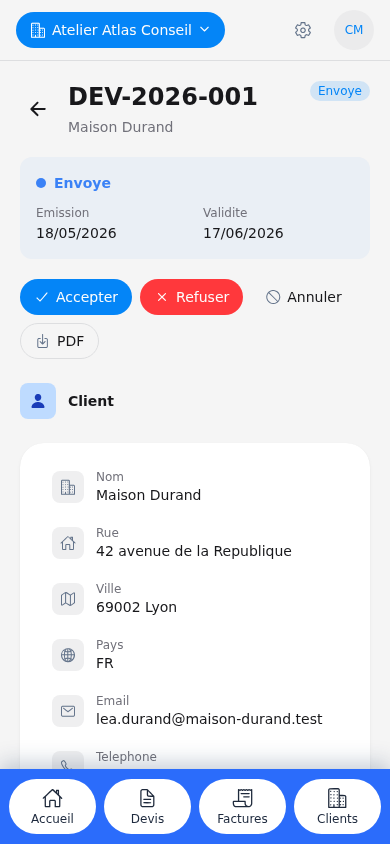 Atelier Atlas Conseil
CM
DEV-2026-001
Envoye
Maison Durand
Envoye
Emission
Validite
18/05/2026
17/06/2026
Accepter
Refuser
Annuler
PDF
Client
Nom
Maison Durand
Rue
42 avenue de la Republique
Ville
69002 Lyon
Pays
FR
Email
lea.durand@maison-durand.test
Telephone
Accueil
Devis
Factures
Clients